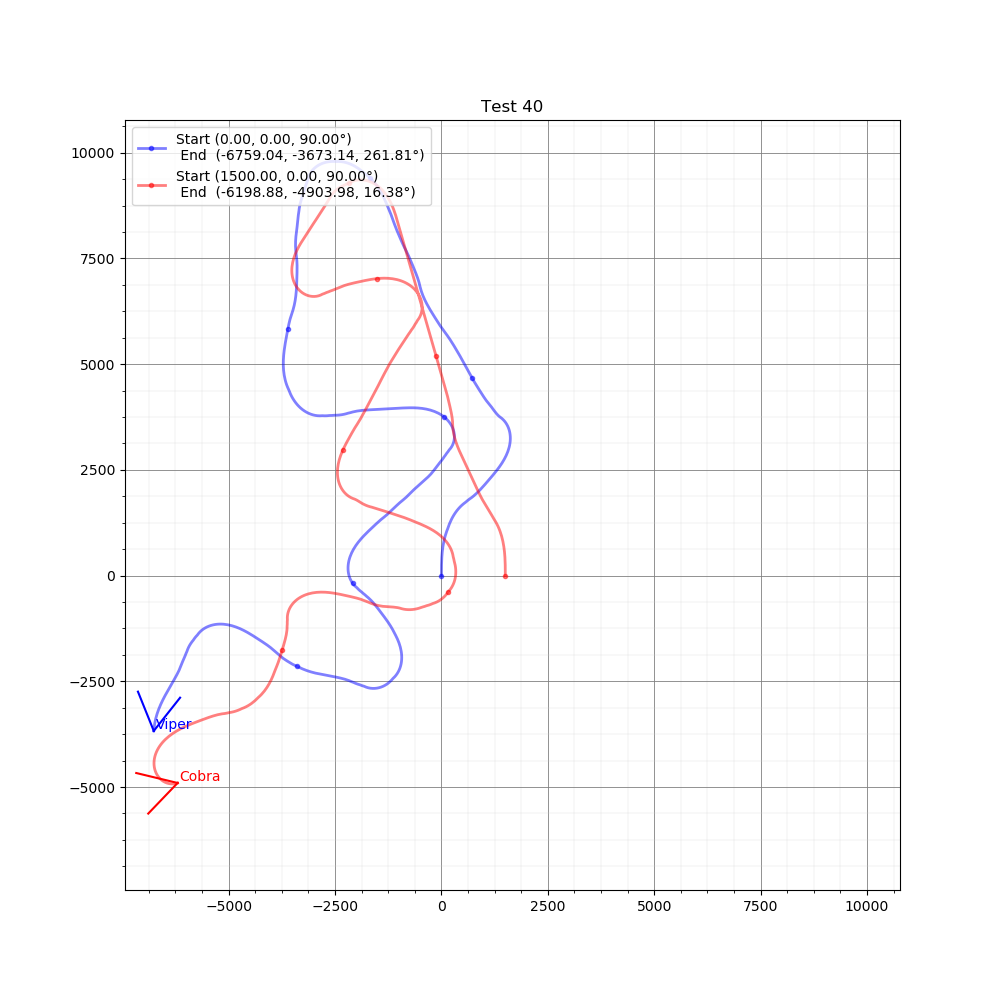 Test 40
Start (0.00, 0.00, 90.00°)
End (-6759.04, -3673.14, 261.81°)
Start (1500.00, 0.00, 90.00°)
End (-6198.88, -4903.98, 16.38°)
10000
7500
5000
2500
0
−2500
−5000
Viper
Cobra
−5000 −2500 0 2500 5000 7500 10000